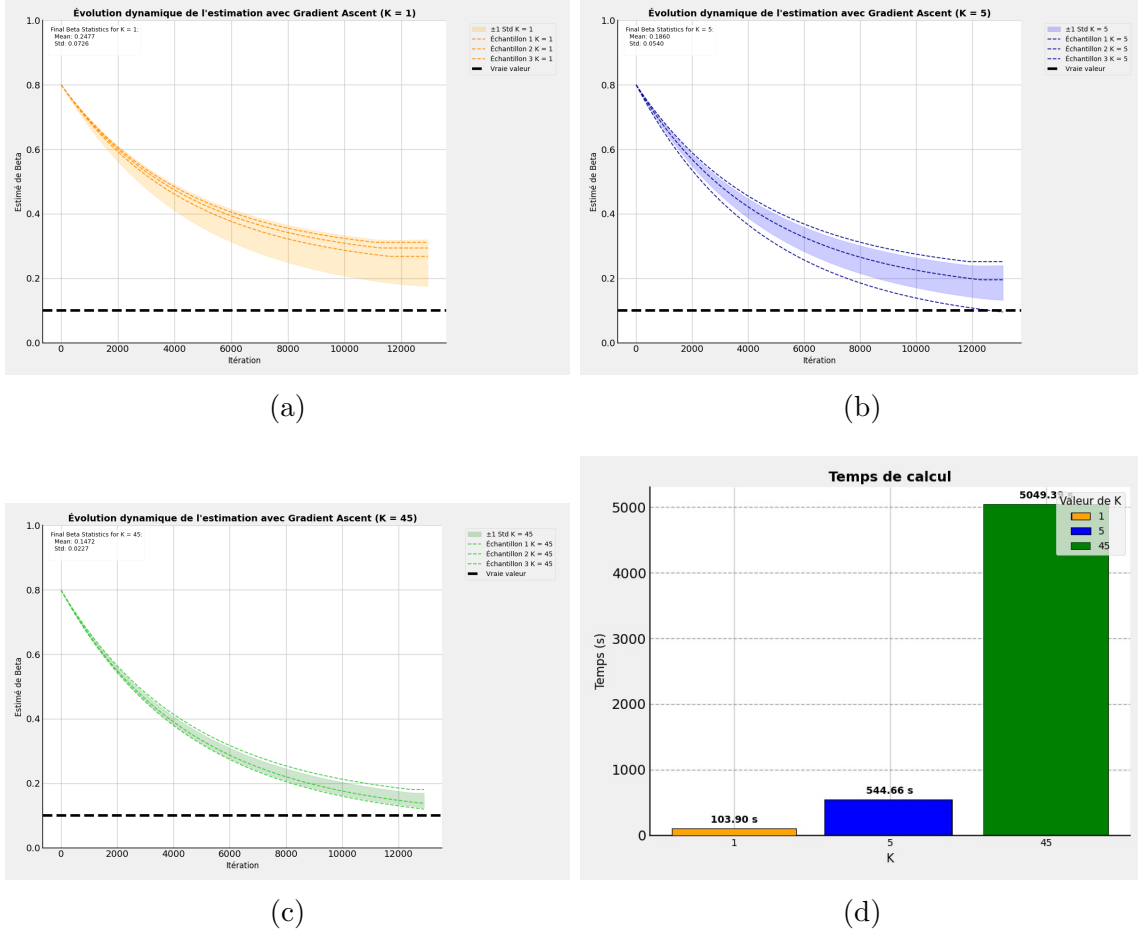 Évolution dynamique de l'estimation avec Gradient Ascent (K = 1)
Final Beta Statistics for K = 1:
Mean: 0.2477
Std: 0.0726
±1 Std K = 1
Échantillon 1 K = 1
Échantillon 2 K = 1
Échantillon 3 K = 1
Vraie valeur
1.0
0.8
0.6
0.4
0.2
0.0
Estimé de Beta
0 2000 4000 6000 8000 10000 12000
Itération
(a)
Évolution dynamique de l'estimation avec Gradient Ascent (K = 5)
Final Beta Statistics for K = 5:
Mean: 0.1860
Std: 0.0540
±1 Std K = 5
Échantillon 1 K = 5
Échantillon 2 K = 5
Échantillon 3 K = 5
Vraie valeur
1.0
0.8
0.6
0.4
0.2
0.0
Estimé de Beta
0 2000 4000 6000 8000 10000 12000
Itération
(b)
Évolution dynamique de l'estimation avec Gradient Ascent (K = 45)
Final Beta Statistics for K = 45:
Mean: 0.1472
Std: 0.0227
±1 Std K = 45
Échantillon 1 K = 45
Échantillon 2 K = 45
Échantillon 3 K = 45
Vraie valeur
1.0
0.8
0.6
0.4
0.2
0.0
Estimé de Beta
0 2000 4000 6000 8000 10000 12000
Itération
(c)
Temps de calcul
Valeur de K
1
5
45
5000
4000
3000
2000
1000
0
Temps (s)
103.90 s
544.66 s
1 5 45
K
(d)